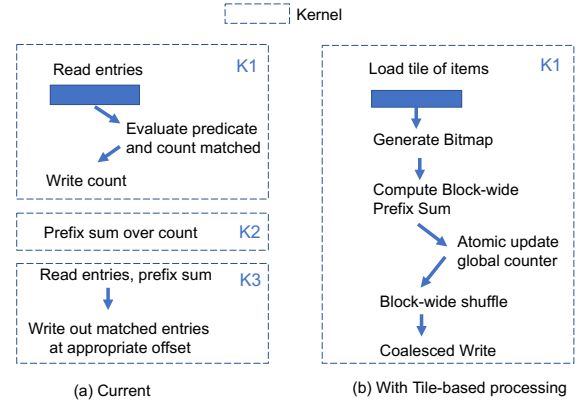 Kernel
Read entries
K1
Evaluate predicate
and count matched
Write count
Prefix sum over count
K2
Read entries, prefix sum
K3
Write out matched entries
at appropriate offset
(a) Current
Load tile of items
K1
Generate Bitmap
Compute Block-wide
Prefix Sum
Atomic update
global counter
Block-wide shuffle
Coalesced Write
(b) With Tile-based processing